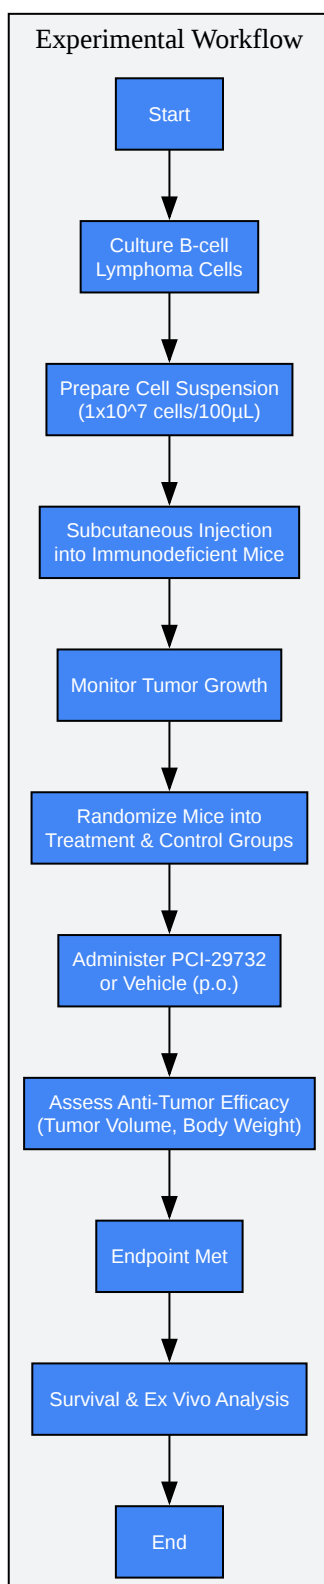 Experimental Workflow
Start
Culture B-cell
Lymphoma Cells
Prepare Cell Suspension
(1x10^7 cells/100µL)
Subcutaneous Injection
into Immunodeficient Mice
Monitor Tumor Growth
Randomize Mice into
Treatment & Control Groups
Administer PCI-29732
or Vehicle (p.o.)
Assess Anti-Tumor Efficacy
(Tumor Volume, Body Weight)
Endpoint Met
Survival & Ex Vivo Analysis
End